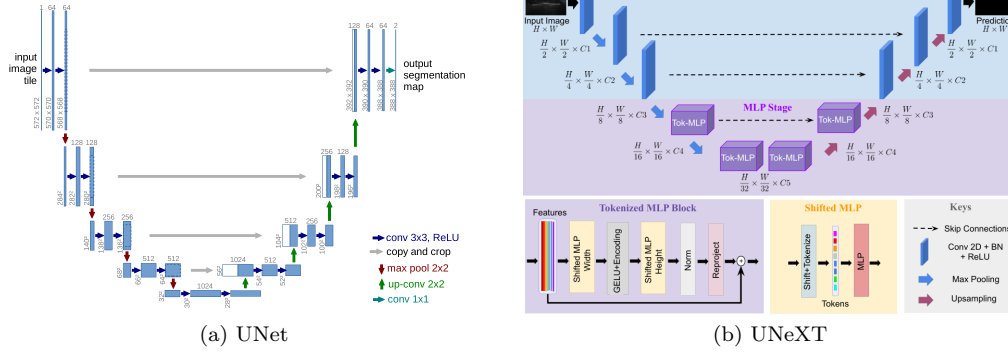 1 64 64
128 64 64 2
input
image
tile
output
segmentation
map
572 x 572
570 x 570
568 x 568
392 x 392
390 x 390
388 x 388
388 x 388
128 128
256 128
284²
282²
280²
200²
198²
196²
256 256
512 256
140²
138²
136²
104²
102²
100²
512 512
1024 512
68²
66²
64²
56²
54²
52²
1024
32²
30²
28²
conv 3x3, ReLU
copy and crop
max pool 2x2
up-conv 2x2
conv 1x1
(a) UNet
Input Image
H × W
Prediction
H × W
H/2 × W/2 × C1
H/2 × W/2 × C1
H/4 × W/4 × C2
H/4 × W/4 × C2
MLP Stage
H/8 × W/8 × C3
Tok-MLP
Tok-MLP
H/8 × W/8 × C3
H/16 × W/16 × C4
Tok-MLP
Tok-MLP
H/16 × W/16 × C4
H/32 × W/32 × C5
Tokenized MLP Block
Features
Shifted MLP
Width
GELU+Encoding
Shifted MLP
Height
Norm
Reproject
+
Shifted MLP
Shift+Tokenize
Tokens
MLP
Keys
Skip Connections
Conv 2D + BN
+ ReLU
Max Pooling
Upsampling
(b) UNeXT